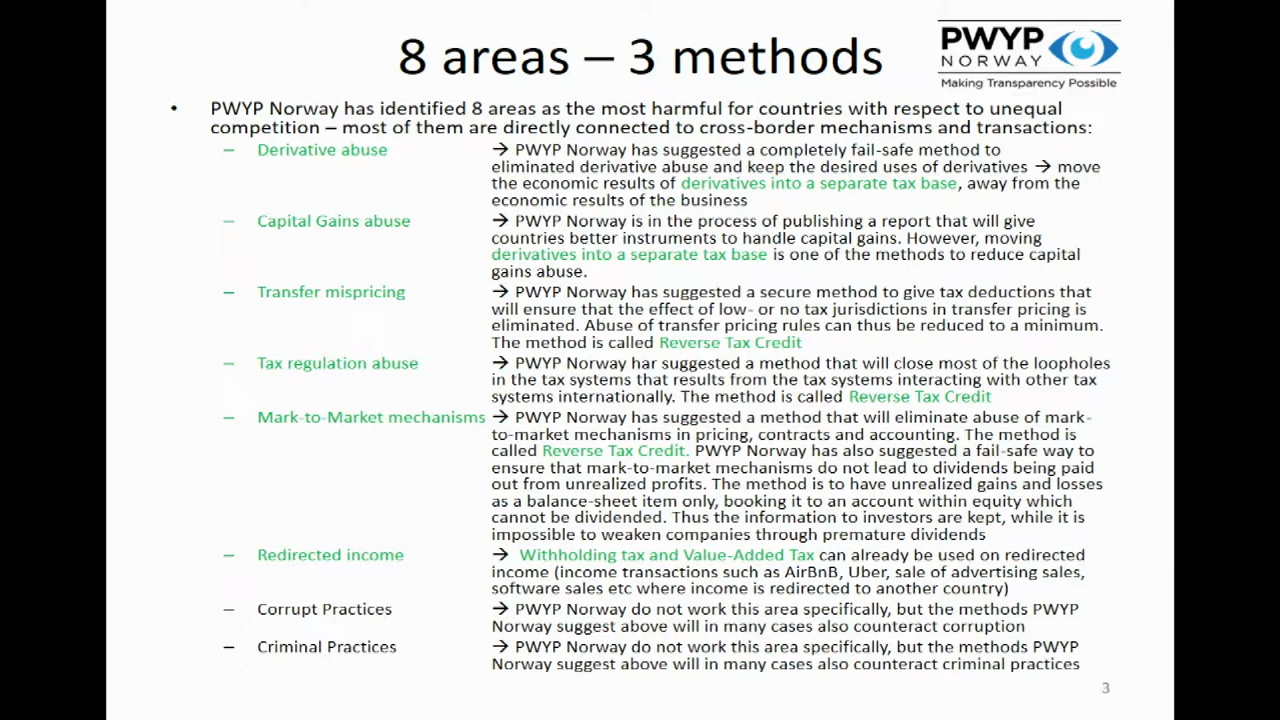 8 areas – 3 methods
PWYP
NORWAY
Making Transparency Possible
• PWYP Norway has identified 8 areas as the most harmful for countries with respect to unequal
competition – most of them are directly connected to cross-border mechanisms and transactions:
– Derivative abuse → PWYP Norway has suggested a completely fail-safe method to
eliminated derivative abuse and keep the desired uses of derivatives → move
the economic results of derivatives into a separate tax base, away from the
economic results of the business
– Capital Gains abuse → PWYP Norway is in the process of publishing a report that will give
countries better instruments to handle capital gains. However, moving
derivatives into a separate tax base is one of the methods to reduce capital
gains abuse.
– Transfer mispricing → PWYP Norway has suggested a secure method to give tax deductions that
will ensure that the effect of low- or no tax jurisdictions in transfer pricing is
eliminated. Abuse of transfer pricing rules can thus be reduced to a minimum.
The method is called Reverse Tax Credit
– Tax regulation abuse → PWYP Norway har suggested a method that will close most of the loopholes
in the tax systems that results from the tax systems interacting with other tax
systems internationally. The method is called Reverse Tax Credit
– Mark-to-Market mechanisms → PWYP Norway has suggested a method that will eliminate abuse of mark-
to-market mechanisms in pricing, contracts and accounting. The method is
called Reverse Tax Credit. PWYP Norway has also suggested a fail-safe way to
ensure that mark-to-market mechanisms do not lead to dividends being paid
out from unrealized profits. The method is to have unrealized gains and losses
as a balance-sheet item only, booking it to an account within equity which
cannot be dividended. Thus the information to investors are kept, while it is
impossible to weaken companies through premature dividends
– Redirected income → Withholding tax and Value-Added Tax can already be used on redirected
income (income transactions such as AirBnB, Uber, sale of advertising sales,
software sales etc where income is redirected to another country)
– Corrupt Practices → PWYP Norway do not work this area specifically, but the methods PWYP
Norway suggest above will in many cases also counteract corruption
– Criminal Practices → PWYP Norway do not work this area specifically, but the methods PWYP
Norway suggest above will in many cases also counteract criminal practices
3